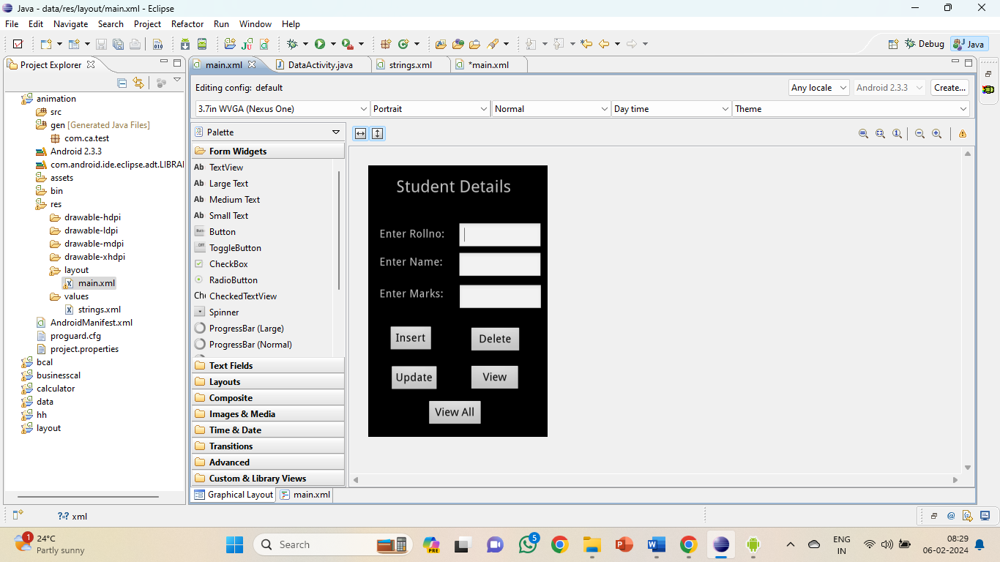 Java - data/res/layout/main.xml - Eclipse
File Edit Navigate Search Project Refactor Run Window Help
Debug Java
Project Explorer
main.xml DataActivity.java strings.xml *main.xml
Editing config: default Any locale Android 2.3.3 Create...
3.7in WVGA (Nexus One) Portrait Normal Day time Theme
animation
src
gen [Generated Java Files]
com.ca.test
Android 2.3.3
com.android.ide.eclipse.adt.LIBRA
assets
bin
res
drawable-hdpi
drawable-ldpi
drawable-mdpi
drawable-xhdpi
layout
main.xml
values
strings.xml
AndroidManifest.xml
proguard.cfg
project.properties
bcal
businesscal
calculator
data
hh
layout
Palette
Form Widgets
Ab TextView
Ab Large Text
Ab Medium Text
Ab Small Text
Button
OFF ToggleButton
CheckBox
RadioButton
CheckedTextView
Spinner
ProgressBar (Large)
ProgressBar (Normal)
Text Fields
Layouts
Composite
Images & Media
Time & Date
Transitions
Advanced
Custom & Library Views
Student Details
Enter Rollno:
Enter Name:
Enter Marks:
Insert Delete
Update View
View All
Graphical Layout main.xml
xml
1 24°C
Partly sunny
Search
PRE
5
ENG
IN
08:29
06-02-2024